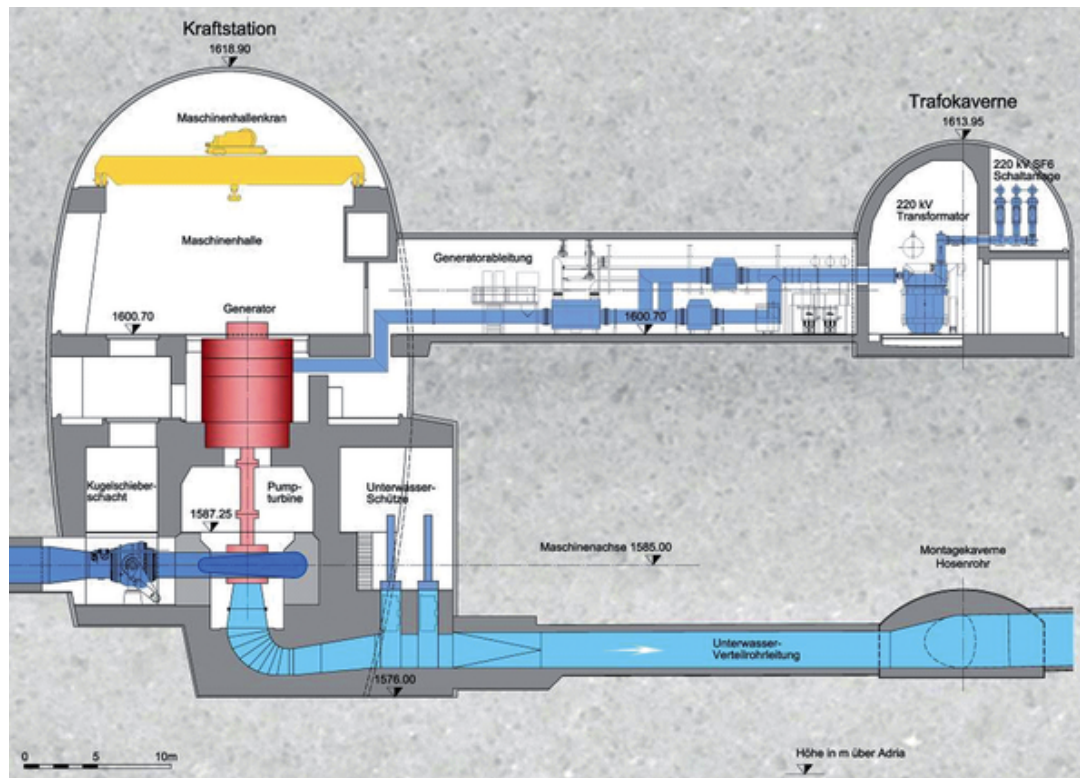 Kraftstation
1618.90
Maschinenhallenkran
Trafokaverne
1613.95
220 kV SF6
Schaltanlage
220 kV
Transformator
Maschinenhalle
Generatorableitung
Generator
1600.70
1600.70
Kugelschieber-
schacht
Pump-
turbine
Unterwasser-
Schütze
1587.25
Maschinenachse 1585.00
Montagekaverne
Hosenrohr
Unterwasser-
Verteilrohrleitung
1576.00
0 5 10m
Höhe in m über Adria